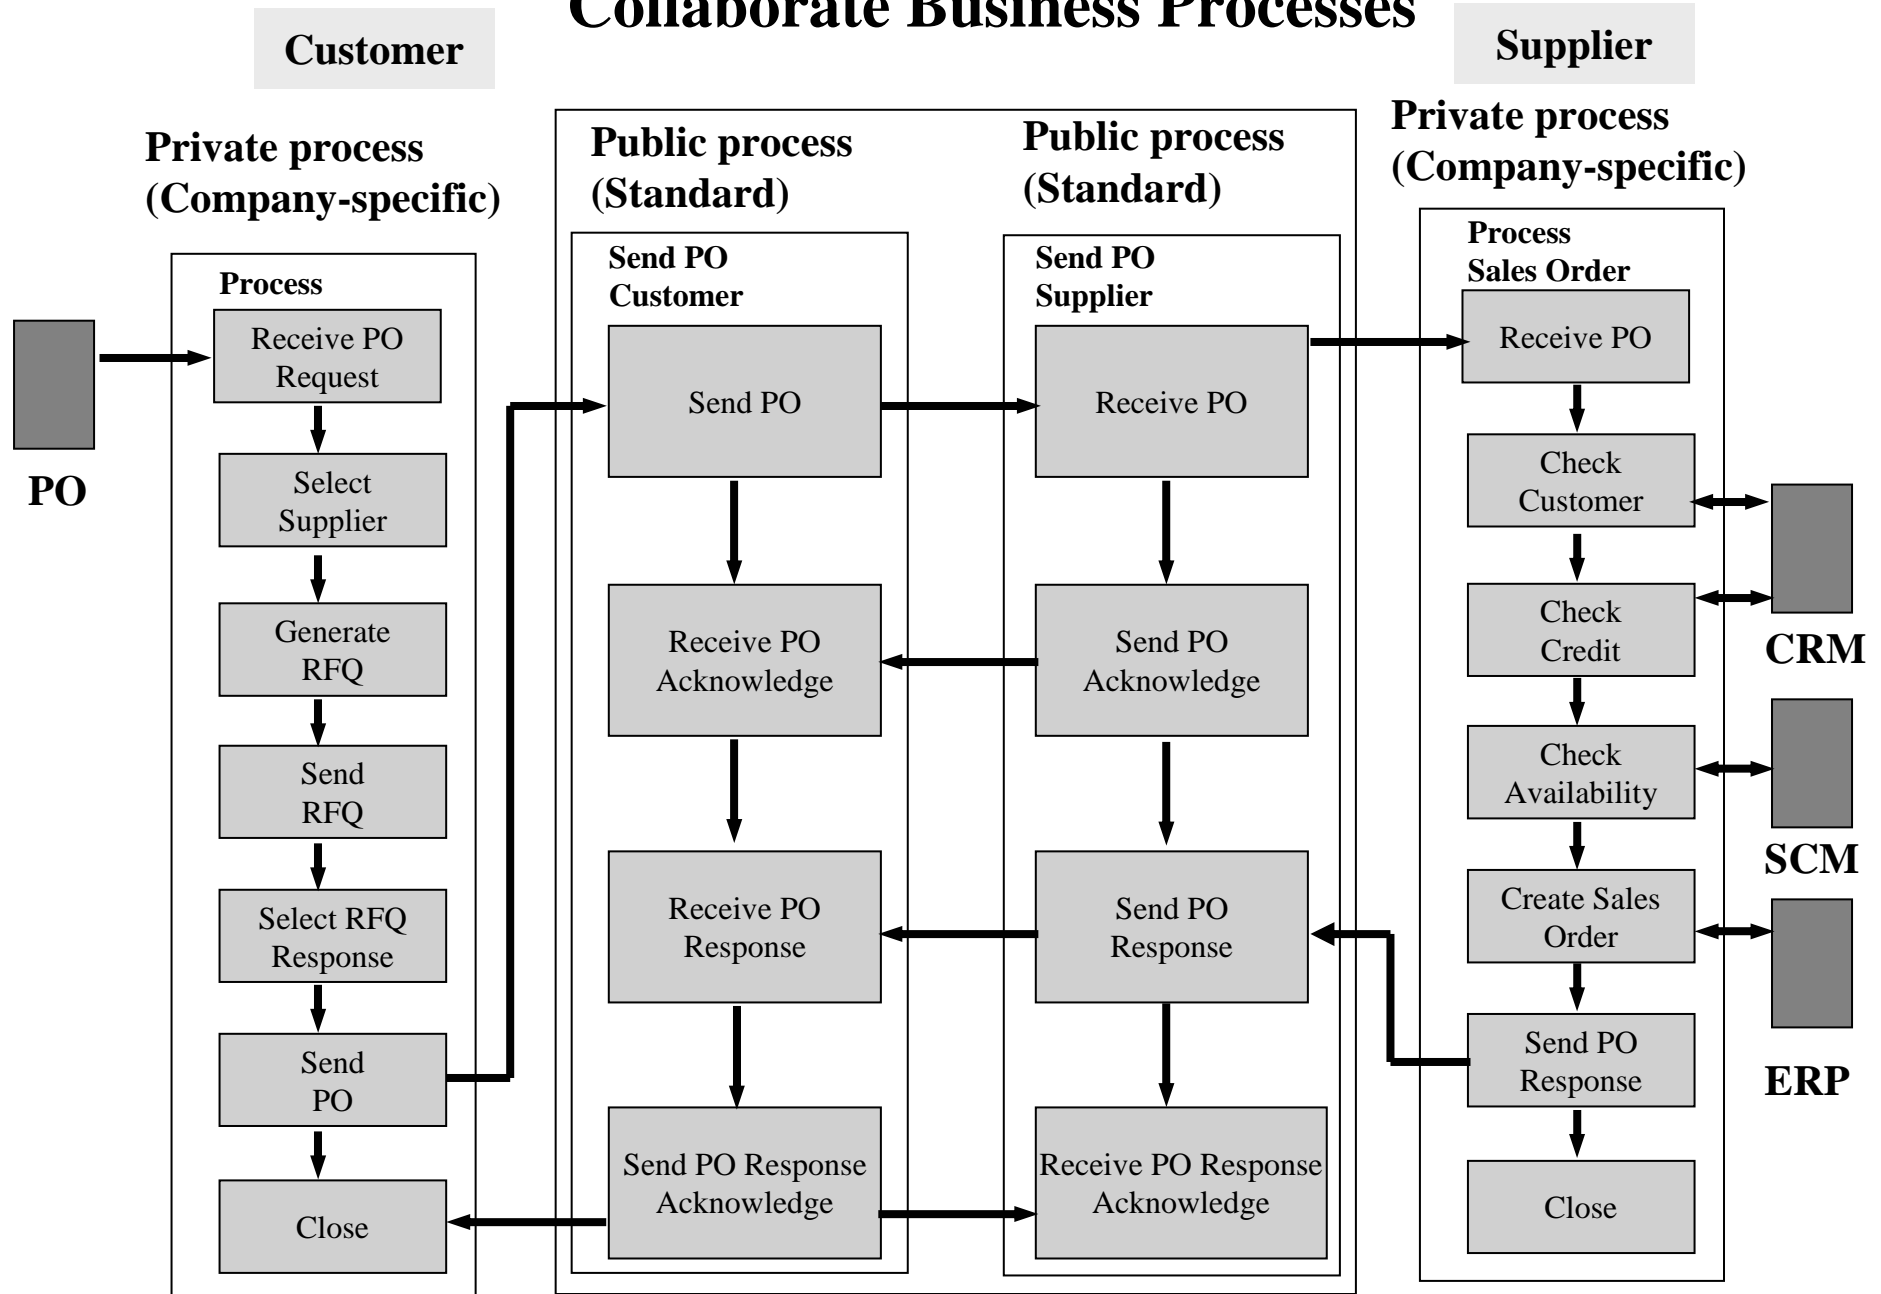 Collaborate Business Processes
Customer
Supplier
Private process
(Company-specific)
Public process
(Standard)
Public process
(Standard)
Private process
(Company-specific)
PO
Process
Receive PO
Request
Select
Supplier
Generate
RFQ
Send
RFQ
Select RFQ
Response
Send
PO
Close
Send PO
Customer
Send PO
Receive PO
Acknowledge
Receive PO
Response
Send PO Response
Acknowledge
Send PO
Supplier
Receive PO
Send PO
Acknowledge
Send PO
Response
Receive PO Response
Acknowledge
Process
Sales Order
Receive PO
Check
Customer
Check
Credit
Check
Availability
Create Sales
Order
Send PO
Response
Close
CRM
SCM
ERP